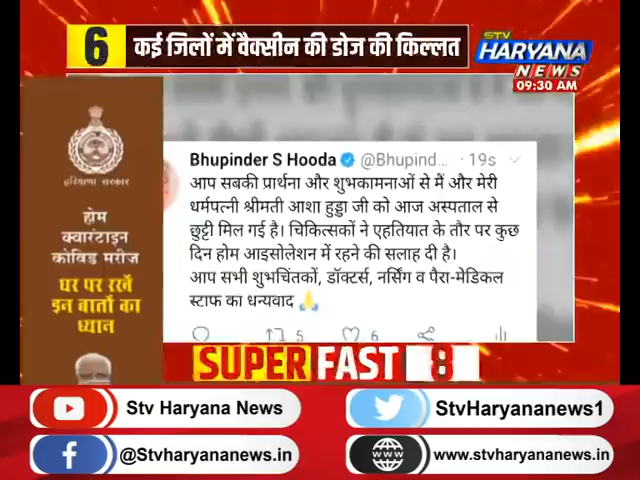 6
कई जिलों में वैक्सीन की डोज की किल्लत
STV
HARYANA
NEWS
09:30 AM
हरियाणा सरकार
होम
क्वारंटाइन
कोविड मरीज
घर पर रखें
इन बातों का
ध्यान
Bhupinder S Hooda @Bhupind... · 19s
आप सबकी प्रार्थना और शुभकामनाओं से मैं और मेरी
धर्मपत्नी श्रीमती आशा हुड्डा जी को आज अस्पताल से
छुट्टी मिल गई है। चिकित्सकों ने एहतियात के तौर पर कुछ
दिन होम आइसोलेशन में रहने की सलाह दी है।
आप सभी शुभचिंतकों, डॉक्टर्स, नर्सिंग व पैरा-मेडिकल
स्टाफ का धन्यवाद 🙏
5 6
SUPER FAST 8
Stv Haryana News
StvHaryananews1
@Stvharyananews.in
www.stvharyananews.in